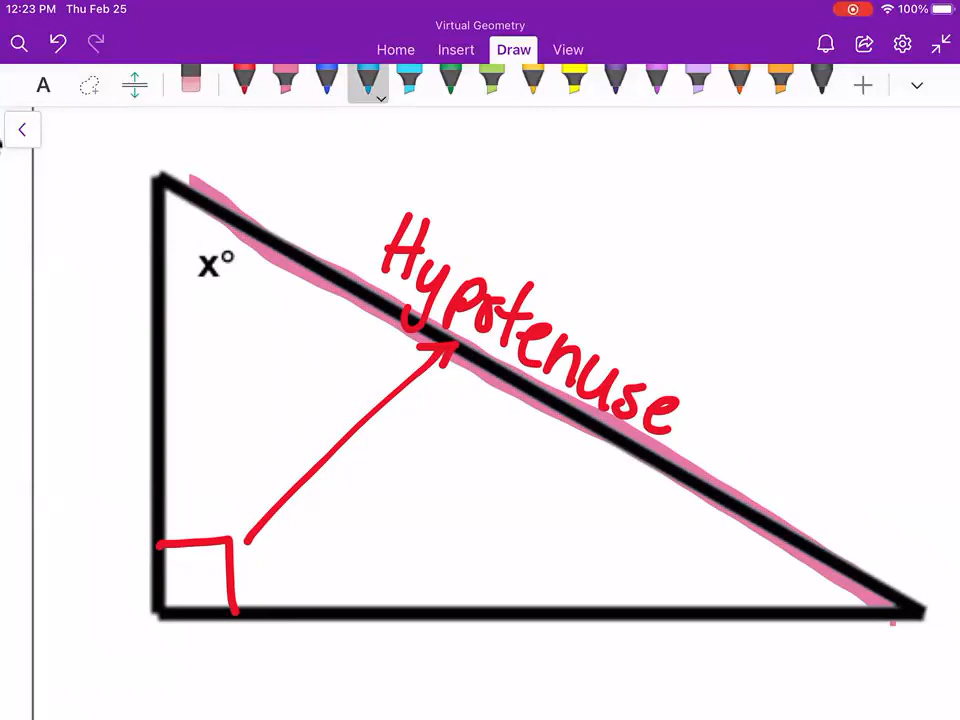 12:23 PM Thu Feb 25
100%
Virtual Geometry
Home Insert Draw View
A
x°
Hypotenuse